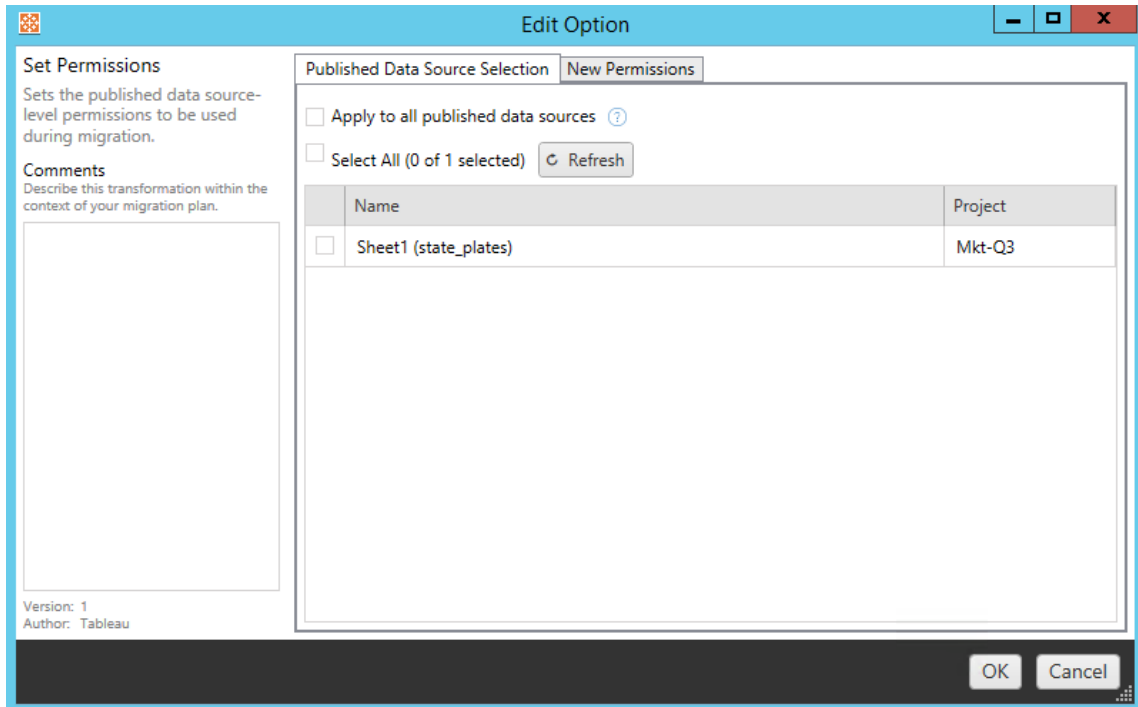 Edit Option
Set Permissions
Sets the published data source-
level permissions to be used
during migration.
Comments
Describe this transformation within the
context of your migration plan.
Version: 1
Author: Tableau
Published Data Source Selection
New Permissions
Apply to all published data sources ?
Select All (0 of 1 selected)
Refresh
Name
Project
Sheet1 (state_plates)
Mkt-Q3
OK
Cancel